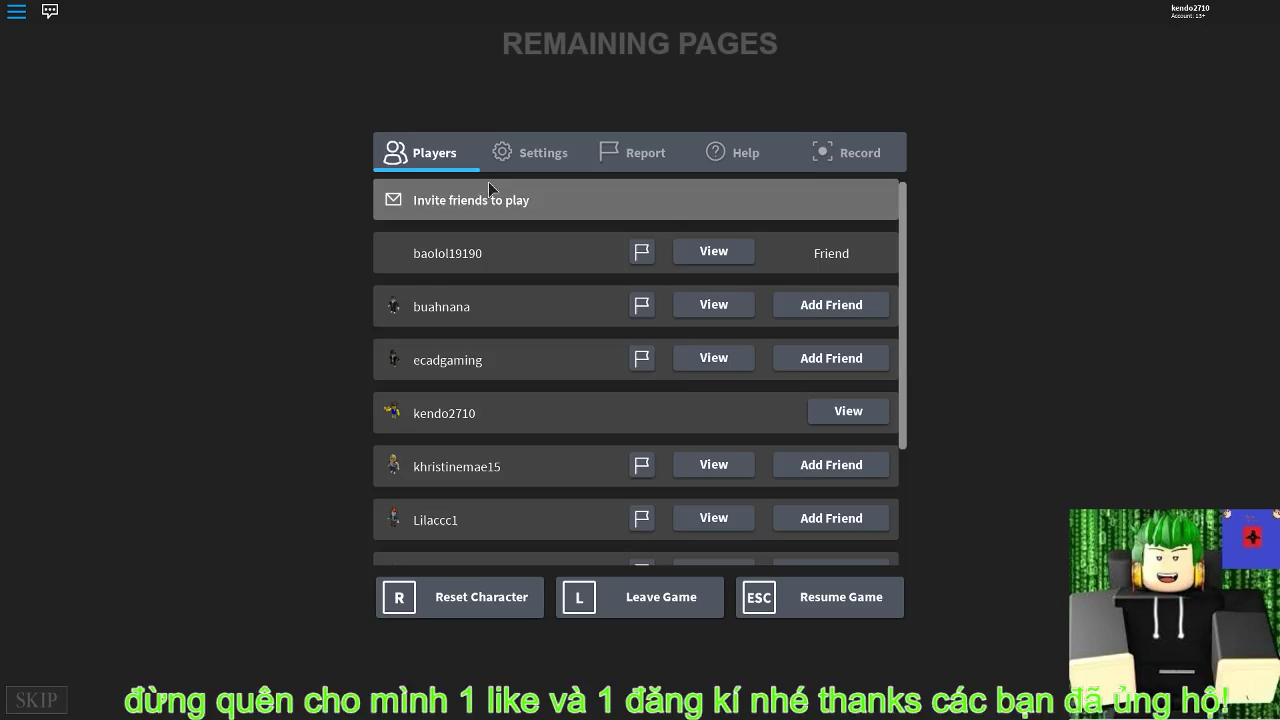 kendo2710
Account: 13+
REMAINING PAGES
Players
Settings
Report
Help
Record
Invite friends to play
baolol19190 View Friend
buahnana View Add Friend
ecadgaming View Add Friend
kendo2710 View
khristinemae15 View Add Friend
Lilaccc1 View Add Friend
R Reset Character
L Leave Game
ESC Resume Game
SKIP
đừng quên cho mình 1 like và 1 đăng kí nhé thanks các bạn đã ủng hộ!